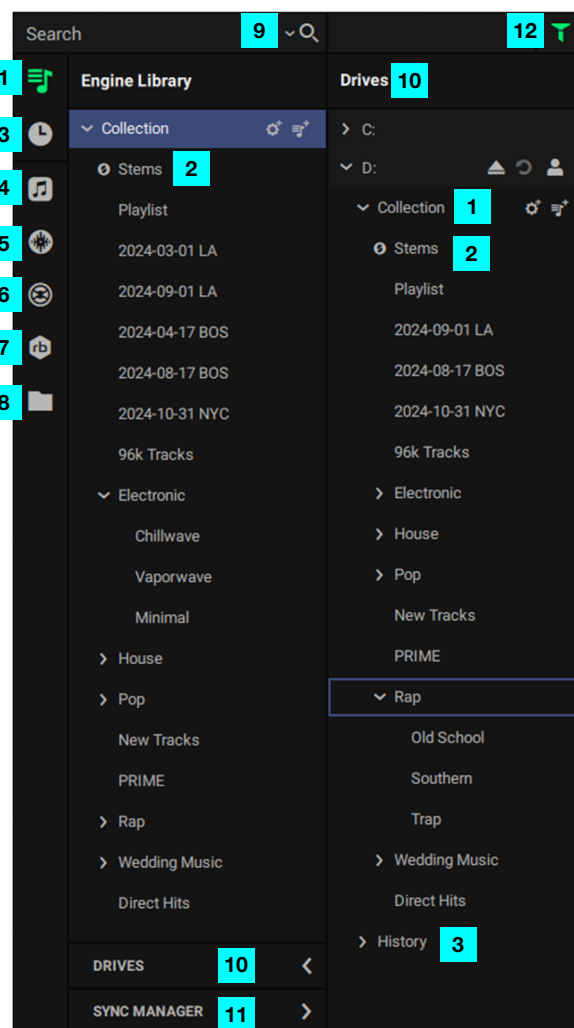 Search 9 12
1 Engine Library
3 Collection
Stems 2
4 Playlist
5 2024-03-01 LA
6 2024-09-01 LA
2024-04-17 BOS
7 rb 2024-08-17 BOS
8 2024-10-31 NYC
96k Tracks
Electronic
Chillwave
Vaporwave
Minimal
House
Pop
New Tracks
PRIME
Rap
Wedding Music
Direct Hits
DRIVES 10
SYNC MANAGER 11
Drives 10
C:
D:
Collection 1
Stems 2
Playlist
2024-09-01 LA
2024-08-17 BOS
2024-10-31 NYC
96k Tracks
Electronic
House
Pop
New Tracks
PRIME
Rap
Old School
Southern
Trap
Wedding Music
Direct Hits
History 3